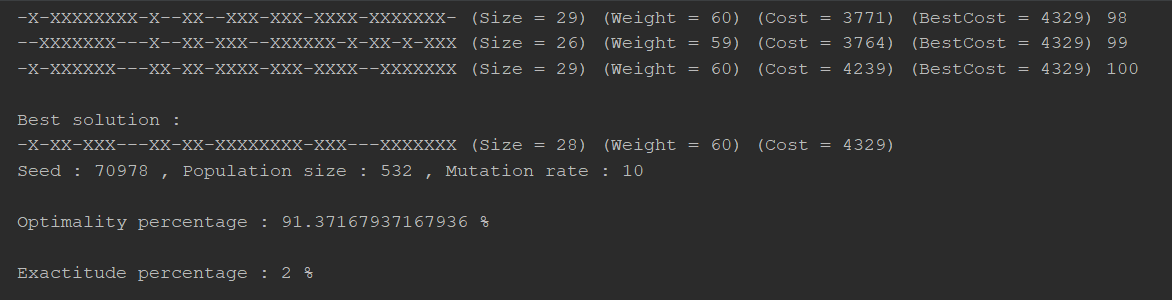 -X-XXXXXXXX-X--XX--XXX-XXX-XXXX-XXXXXXX- (Size = 29) (Weight = 60) (Cost = 3771) (BestCost = 4329) 98
--XXXXXXX---X--XX-XXX--XXXXXX-X-XX-X-XXX (Size = 26) (Weight = 59) (Cost = 3764) (BestCost = 4329) 99
-X-XXXXXX---XX-XX-XXXX-XXX-XXXX--XXXXXXX (Size = 29) (Weight = 60) (Cost = 4239) (BestCost = 4329) 100
Best solution :
-X-XX-XXX---XX-XX-XXXXXXXX-XXX---XXXXXXX (Size = 28) (Weight = 60) (Cost = 4329)
Seed : 70978 , Population size : 532 , Mutation rate : 10
Optimality percentage : 91.37167937167936 %
Exactitude percentage : 2 %